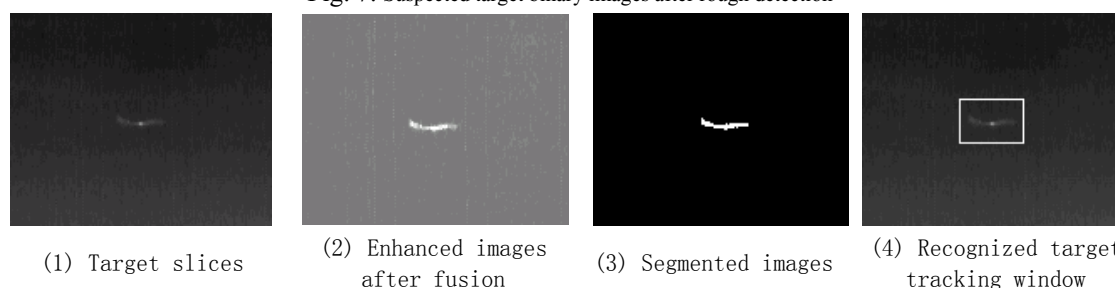 Fig. 7. Suspected target binary images after rough detection
(1) Target slices
(2) Enhanced images
after fusion
(3) Segmented images
(4) Recognized target
tracking window